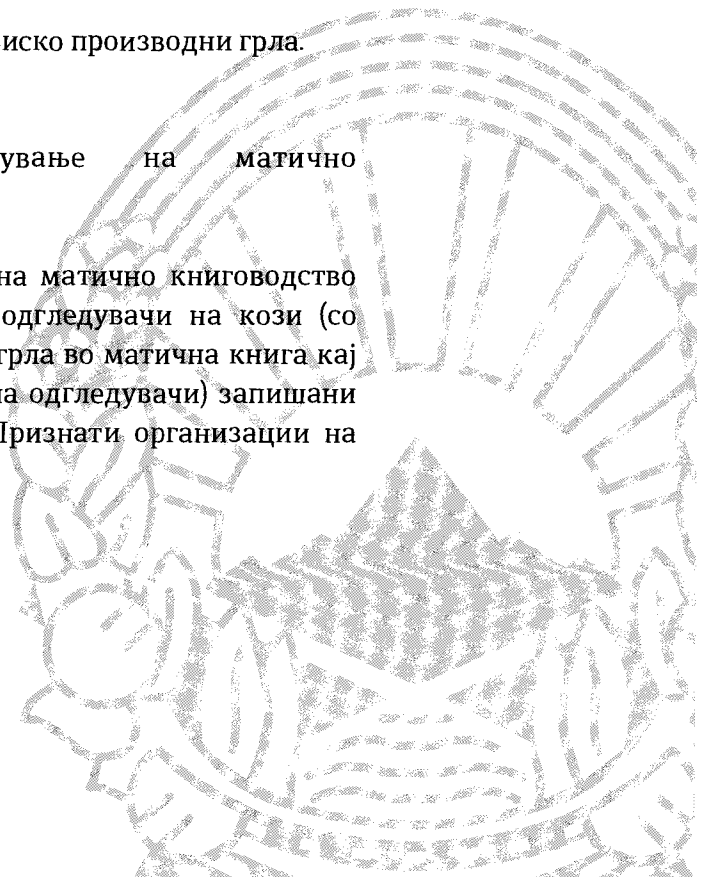 иско производни грла.
ување на матично
на матично книговодство
одгледувачи на кози (со
грла во матична книга кај
на одгледувачи) запишани
Признати организации на